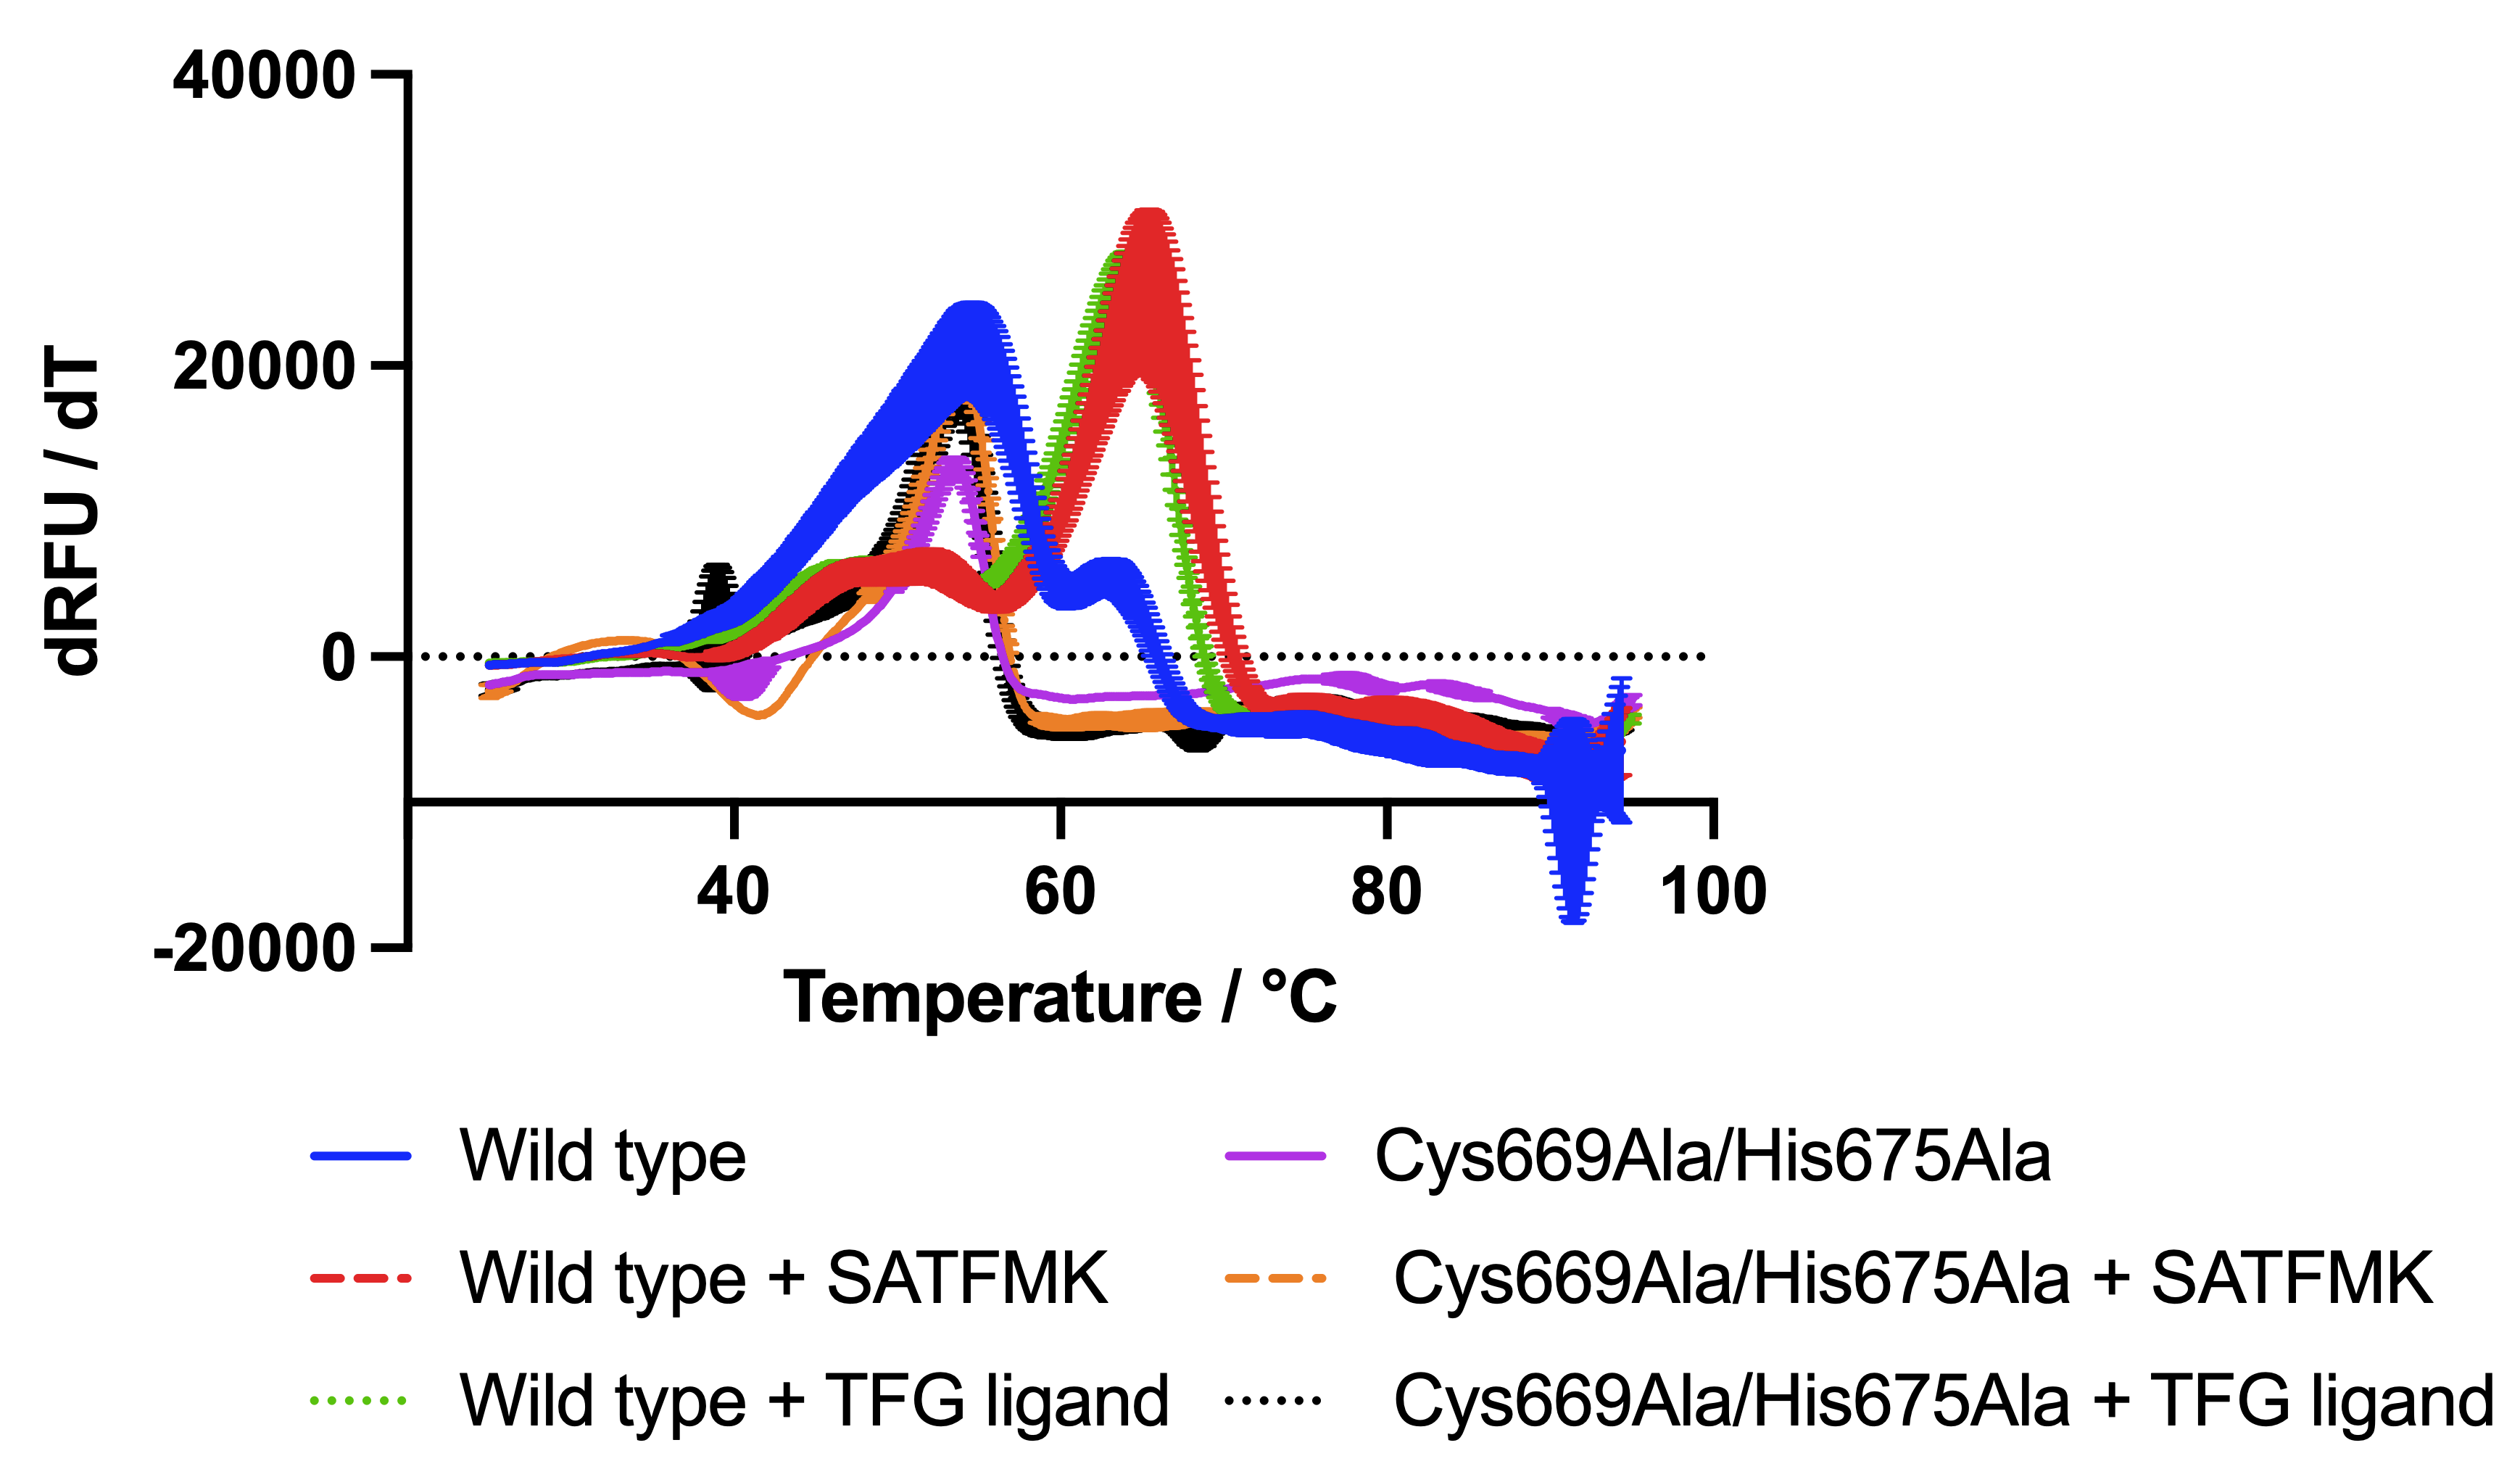 40000
20000
0
-20000
dRFU / dT
40 60 80 100
Temperature / °C
Wild type
Cys669Ala/His675Ala
Wild type + SATFMK
Cys669Ala/His675Ala + SATFMK
Wild type + TFG ligand
Cys669Ala/His675Ala + TFG ligand